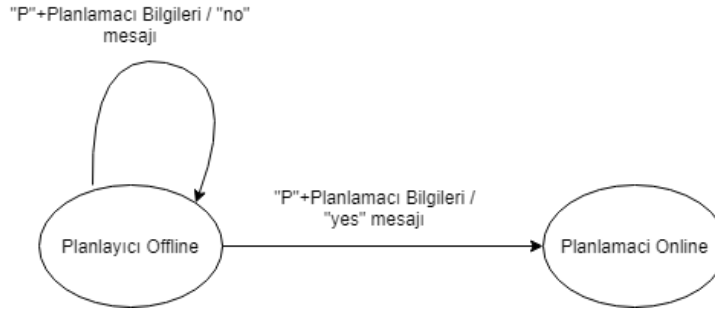 "P"+Planlamacı Bilgileri / "no"
mesajı
"P"+Planlamacı Bilgileri /
"yes" mesajı
Planlayıcı Offline
Planlamaci Online